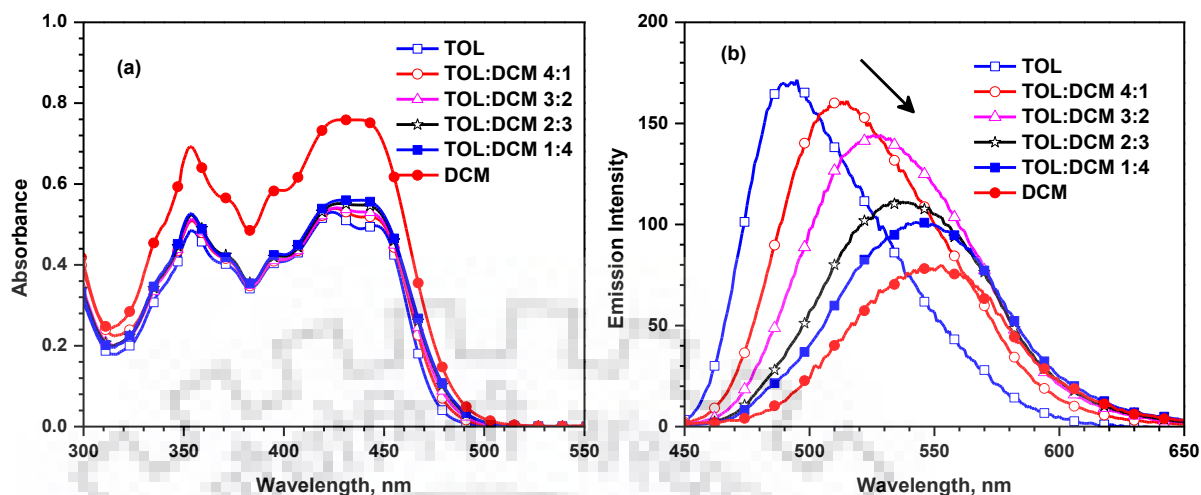 (a)
TOL
TOL:DCM 4:1
TOL:DCM 3:2
TOL:DCM 2:3
TOL:DCM 1:4
DCM
Absorbance
1.0
0.8
0.6
0.4
0.2
0.0
300 350 400 450 500 550
Wavelength, nm
(b)
TOL
TOL:DCM 4:1
TOL:DCM 3:2
TOL:DCM 2:3
TOL:DCM 1:4
DCM
Emission Intensity
200
150
100
50
0
450 500 550 600 650
Wavelength, nm